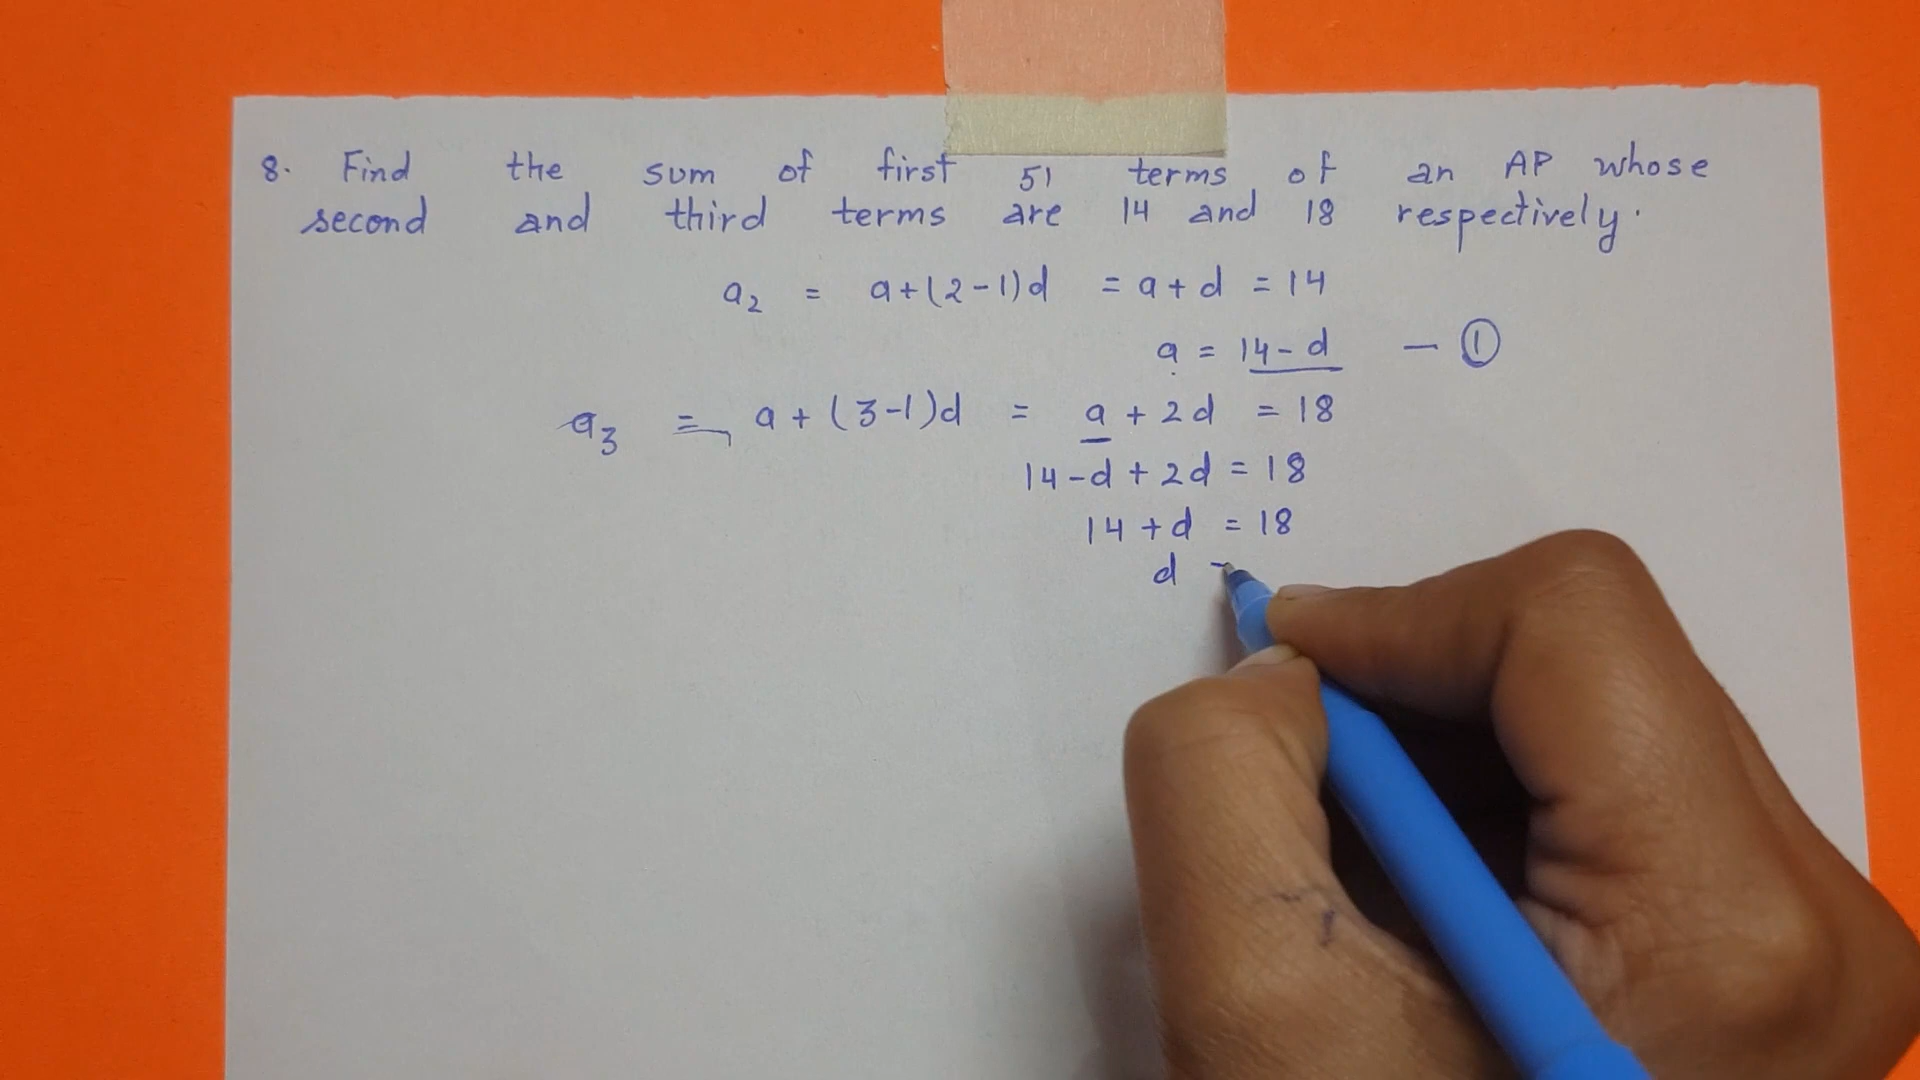 8. Find the sum of first 51 terms of an AP whose
second and third terms are 14 and 18 respectively.
a₂ = a+(2-1)d = a+d = 14
a = 14-d — ①
a₃ = a+(3-1)d = a+2d = 18
14-d+2d = 18
14+d = 18
d